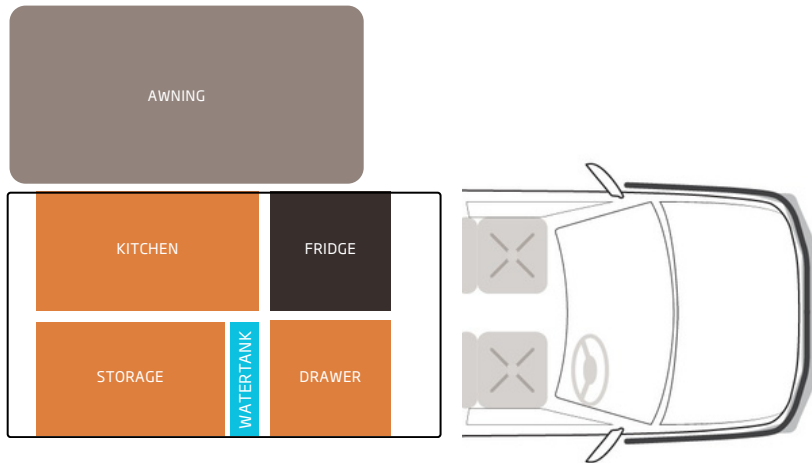 AWNING
KITCHEN
FRIDGE
STORAGE
WATERTANK
DRAWER